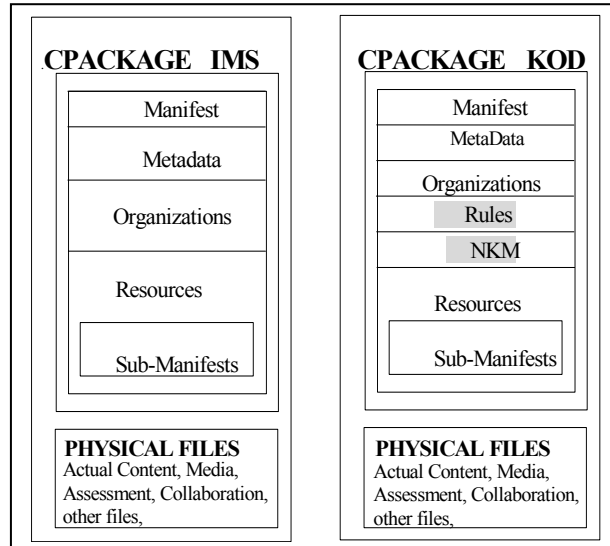 .CPACKAGE IMS
Manifest
Metadata
Organizations
Resources
Sub-Manifests
PHYSICAL FILES
Actual Content, Media,
Assessment, Collaboration,
other files,
CPACKAGE KOD
Manifest
MetaData
Organizations
Rules
NKM
Resources
Sub-Manifests
PHYSICAL FILES
Actual Content, Media,
Assessment, Collaboration,
other files,